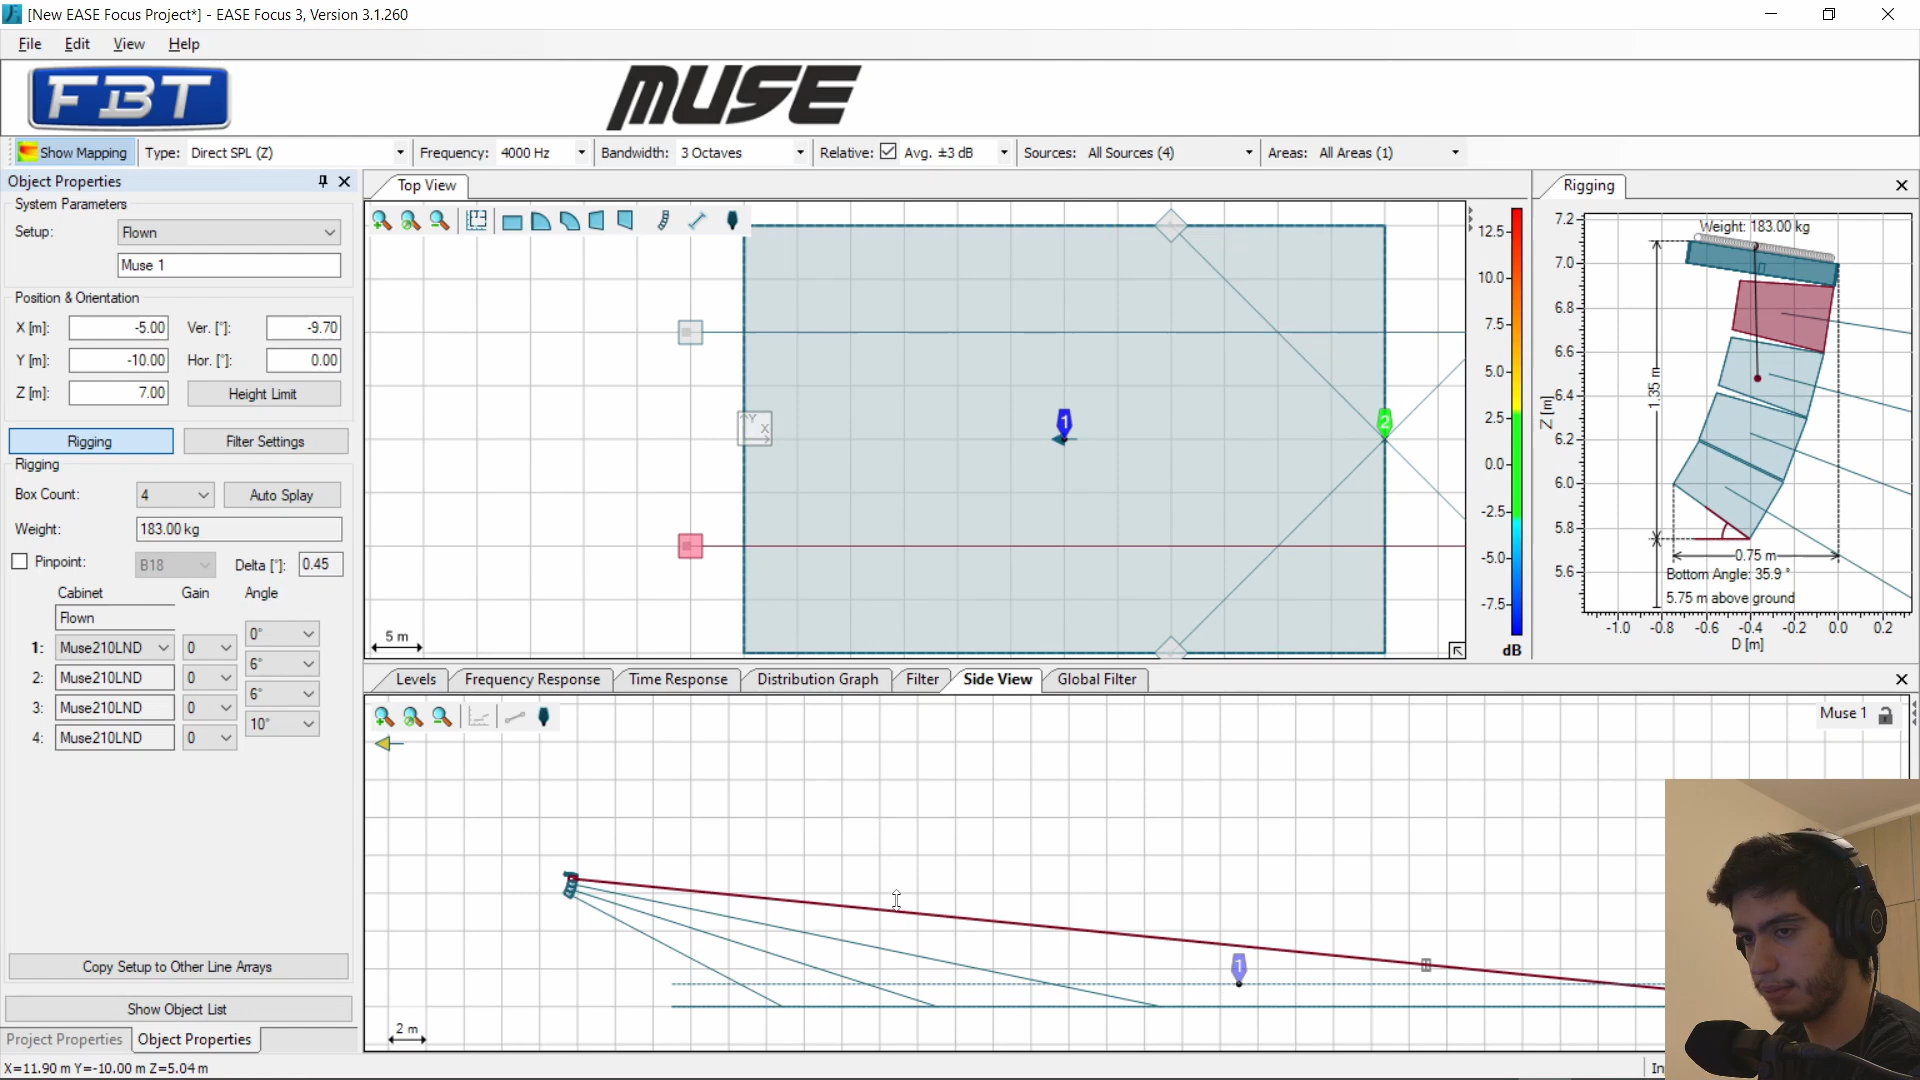 [New EASE Focus Project*] - EASE Focus 3, Version 3.1.260
File Edit View Help
FBT MUSE
Show Mapping Type: Direct SPL (Z) Frequency: 4000 Hz Bandwidth: 3 Octaves Relative: Avg. ±3 dB Sources: All Sources (4) Areas: All Areas (1)
Object Properties
System Parameters
Setup: Flown
Muse 1
Position & Orientation
X [m]: -5.00 Ver. [°]: -9.70
Y [m]: -10.00 Hor. [°]: 0.00
Z [m]: 7.00 Height Limit
Rigging Filter Settings
Rigging
Box Count: 4 Auto Splay
Weight: 183.00 kg
Pinpoint: B18 Delta [°]: 0.45
Cabinet Gain Angle
Flown
0°
1: Muse210LND 0
6°
2: Muse210LND 0
6°
3: Muse210LND 0
10°
4: Muse210LND 0
Copy Setup to Other Line Arrays
Show Object List
Project Properties Object Properties
X=11.90 m Y=-10.00 m Z=5.04 m
Top View
Y
X
1
2
5 m
12.5
10.0
7.5
5.0
2.5
0.0
-2.5
-5.0
-7.5
dB
Rigging
Weight: 183.00 kg
7.2
7.0
6.8
6.6
6.4
6.2
6.0
5.8
5.6
Z [m]
1.35 m
0.75 m
Bottom Angle: 35.9 °
5.75 m above ground
-1.0 -0.8 -0.6 -0.4 -0.2 0.0 0.2
D [m]
Levels Frequency Response Time Response Distribution Graph Filter Side View Global Filter
Muse 1
1
2 m
In